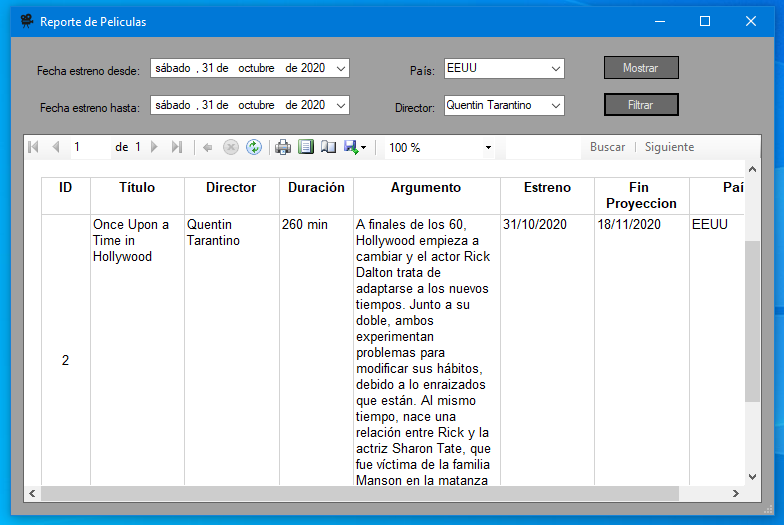 Reporte de Peliculas
Fecha estreno desde: sábado , 31 de octubre de 2020 País: EEUU Mostrar
Fecha estreno hasta: sábado , 31 de octubre de 2020 Director: Quentin Tarantino Filtrar
1 de 1 100 % Buscar Siguiente
ID Título Director Duración Argumento Estreno Fin Proyeccion Paí
2
Once Upon a
Time in
Hollywood
Quentin
Tarantino
260 min
A finales de los 60,
Hollywood empieza a
cambiar y el actor Rick
Dalton trata de
adaptarse a los nuevos
tiempos. Junto a su
doble, ambos
experimentan
problemas para
modificar sus hábitos,
debido a lo enraizados
que están. Al mismo
tiempo, nace una
relación entre Rick y la
actriz Sharon Tate, que
fue víctima de la familia
Manson en la matanza
31/10/2020
18/11/2020
EEUU